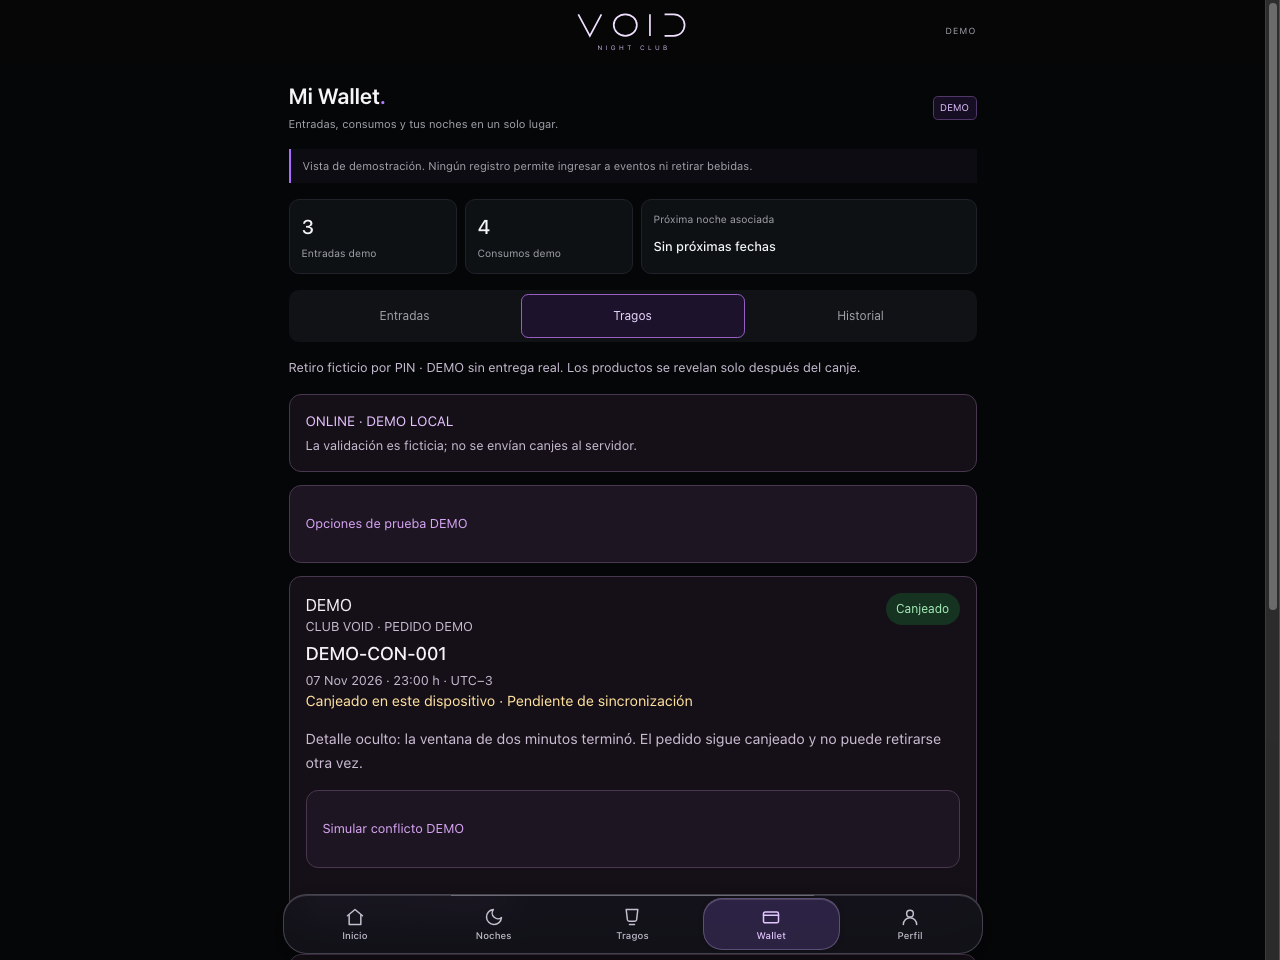 VOID
NIGHT CLUB
DEMO
Mi Wallet.
DEMO
Entradas, consumos y tus noches en un solo lugar.
Vista de demostración. Ningún registro permite ingresar a eventos ni retirar bebidas.
3
Entradas demo
4
Consumos demo
Próxima noche asociada
Sin próximas fechas
Entradas
Tragos
Historial
Retiro ficticio por PIN · DEMO sin entrega real. Los productos se revelan solo después del canje.
ONLINE · DEMO LOCAL
La validación es ficticia; no se envían canjes al servidor.
Opciones de prueba DEMO
DEMO
Canjeado
CLUB VOID · PEDIDO DEMO
DEMO-CON-001
07 Nov 2026 · 23:00 h · UTC−3
Canjeado en este dispositivo · Pendiente de sincronización
Detalle oculto: la ventana de dos minutos terminó. El pedido sigue canjeado y no puede retirarse
otra vez.
Simular conflicto DEMO
Inicio
Noches
Tragos
Wallet
Perfil